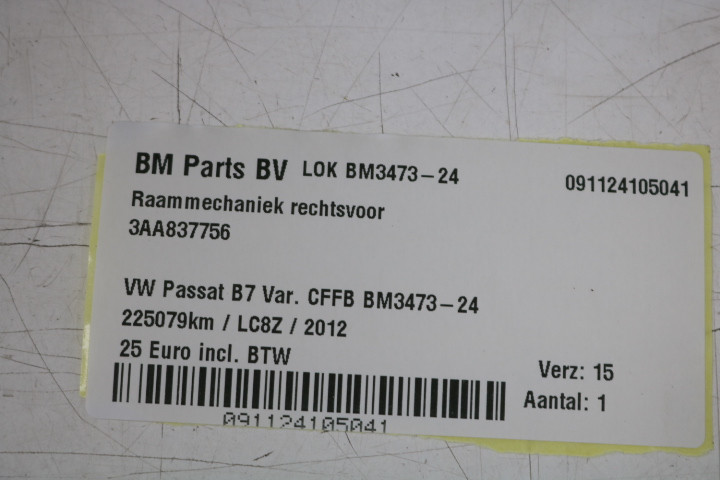 BM Parts BV LOK BM3473-24 091124105041
Raammechaniek rechtsvoor
3AA837756
VW Passat B7 Var. CFFB BM3473-24
225079km / LC8Z / 2012
25 Euro incl. BTW
Verz: 15
Aantal: 1
091124105041